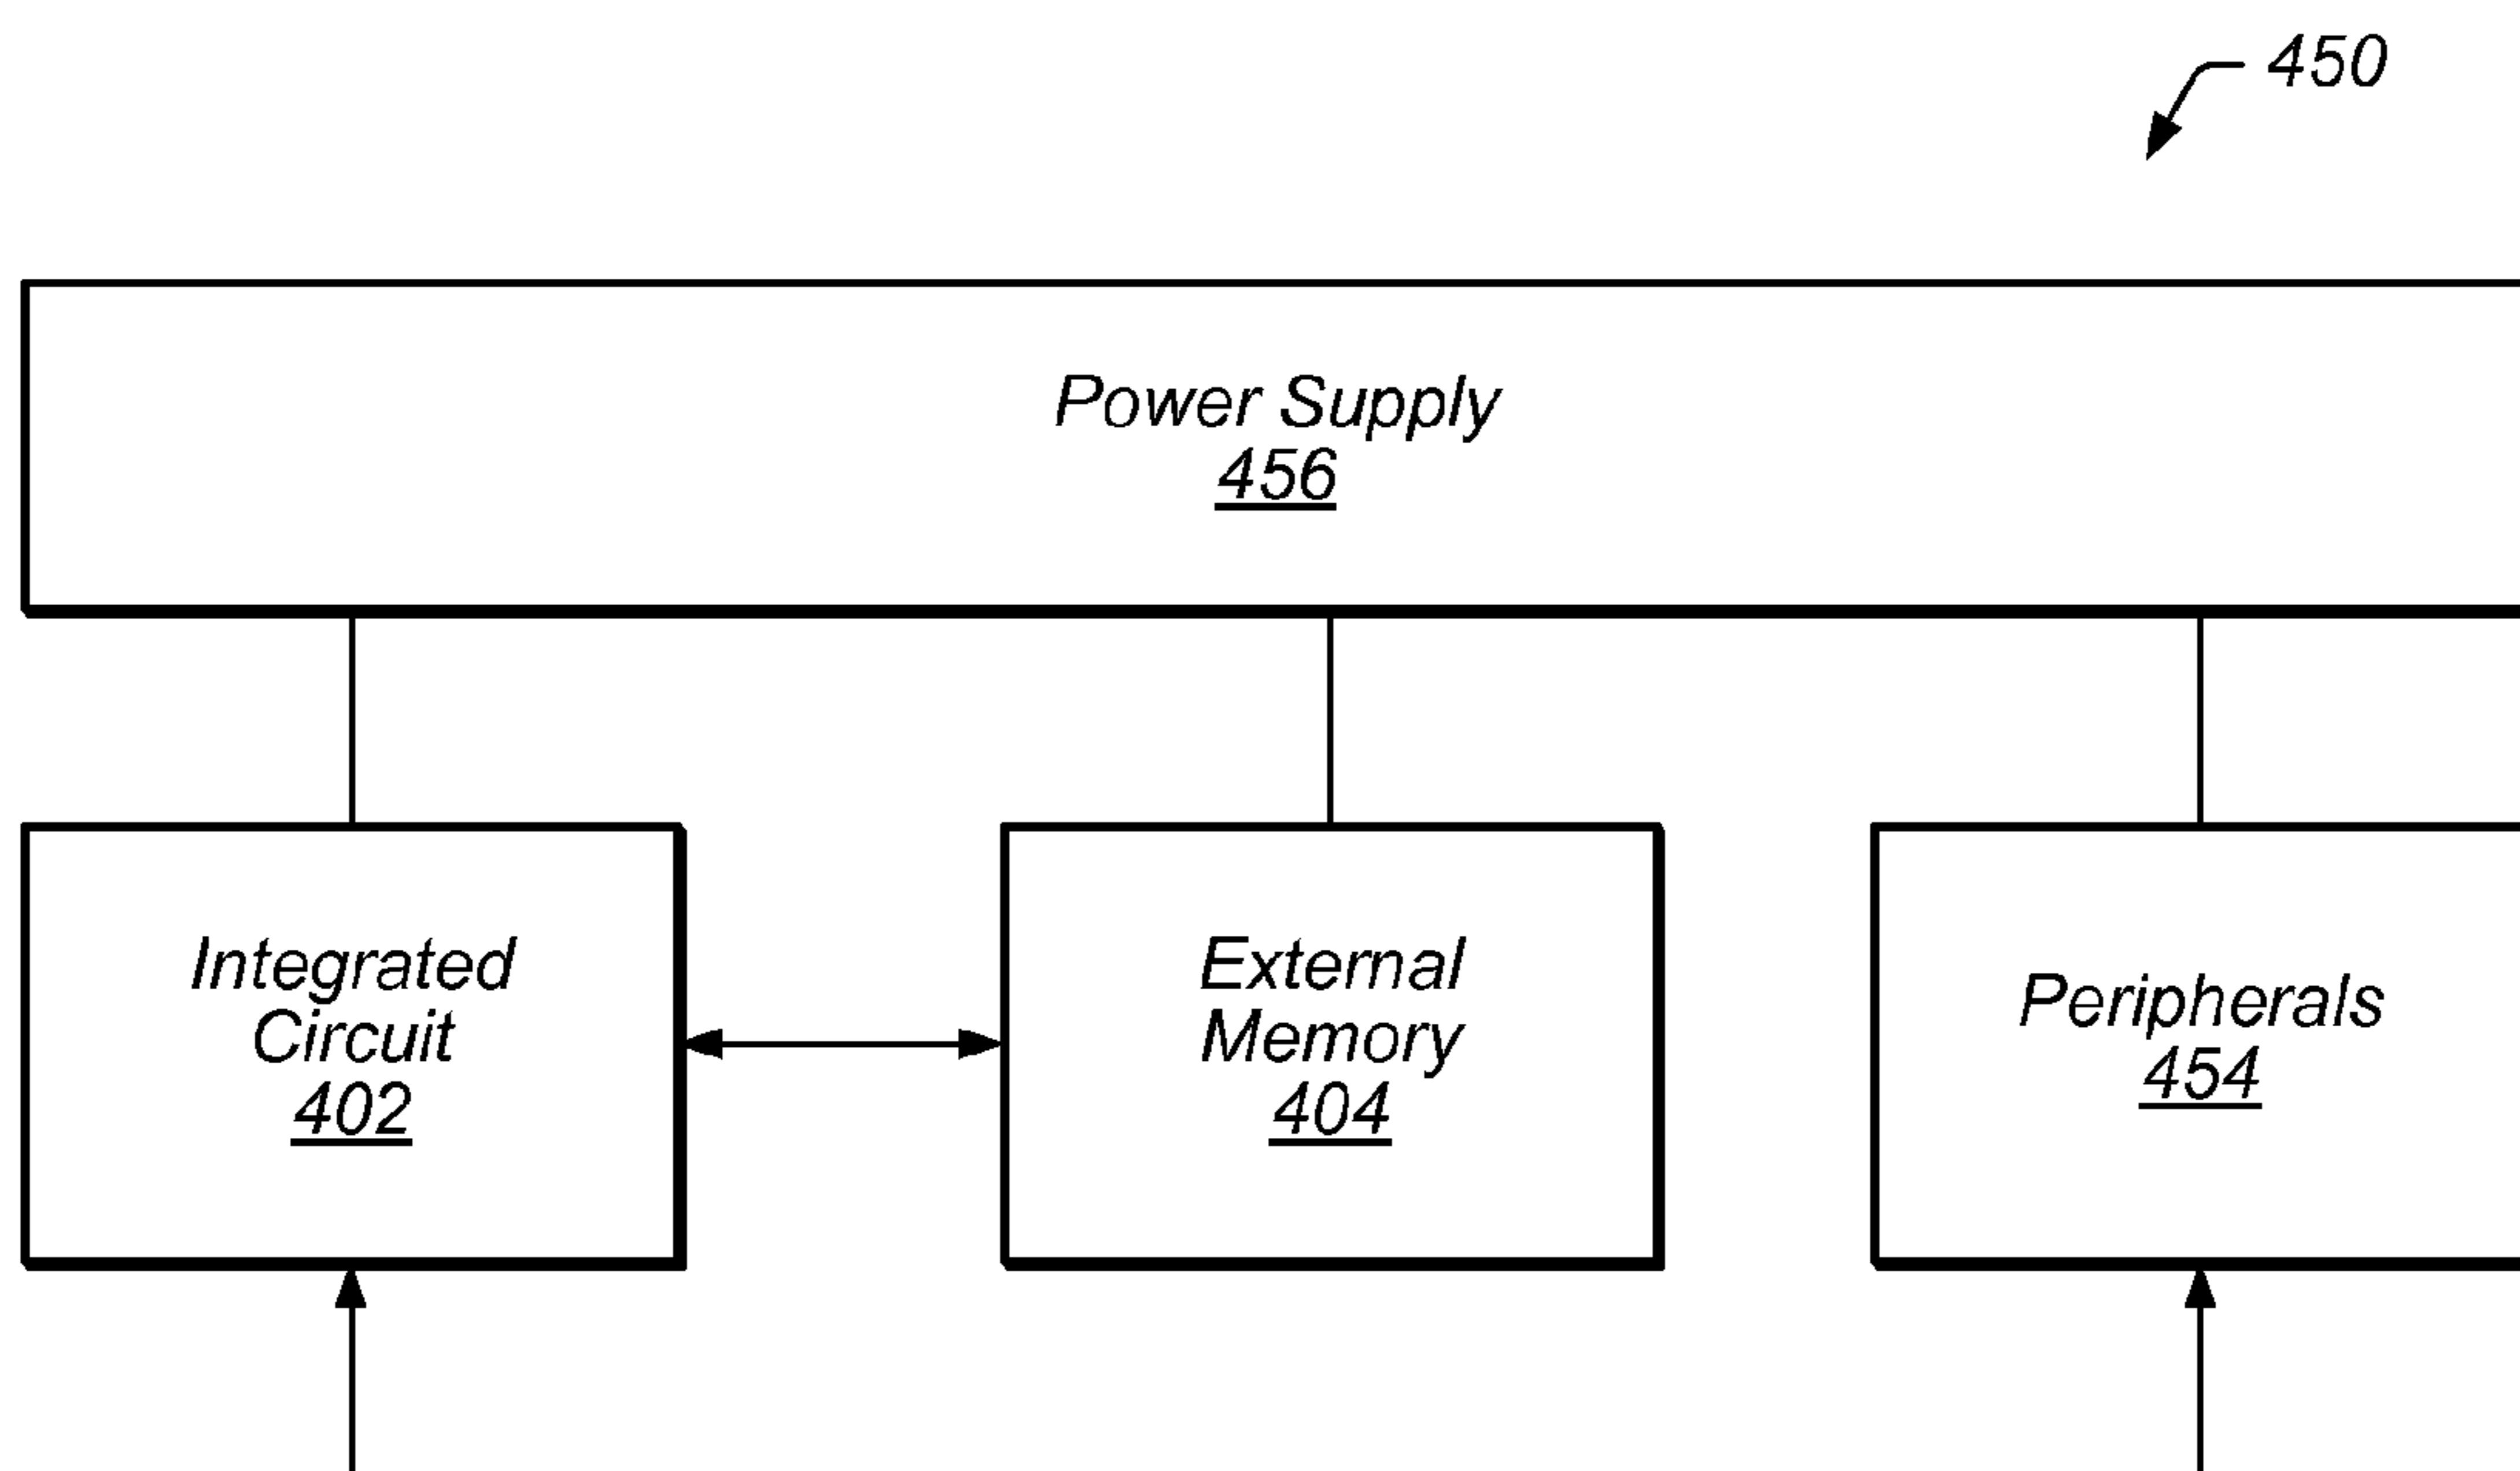 450
Power Supply
456
Integrated
Circuit
402
External
Memory
404
Peripherals
454